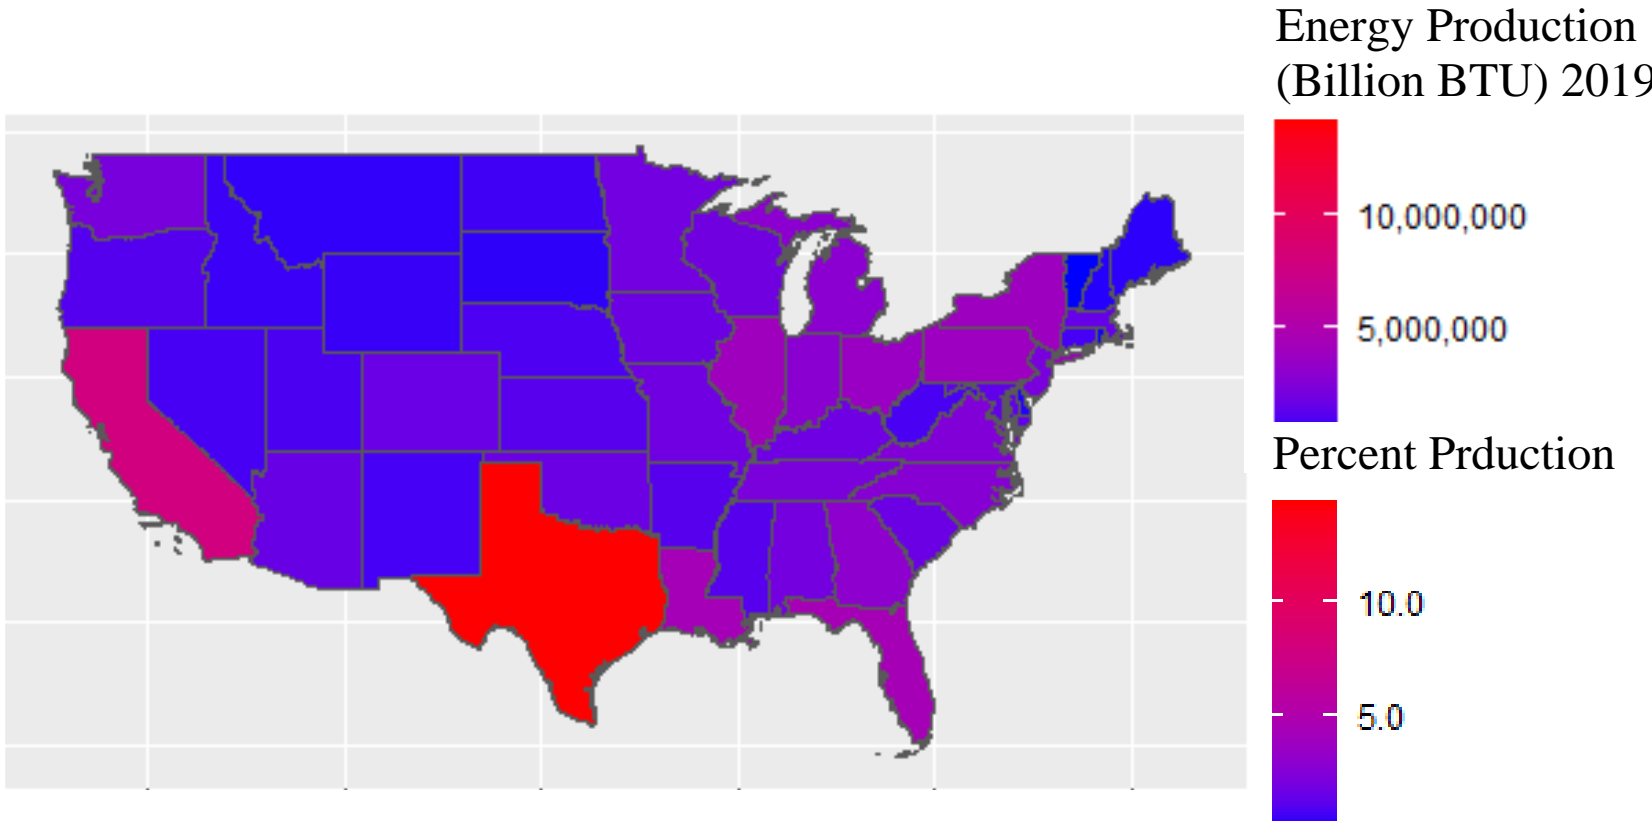 Energy Production
(Billion BTU) 2019
10,000,000
5,000,000
Percent Prduction
10.0
5.0